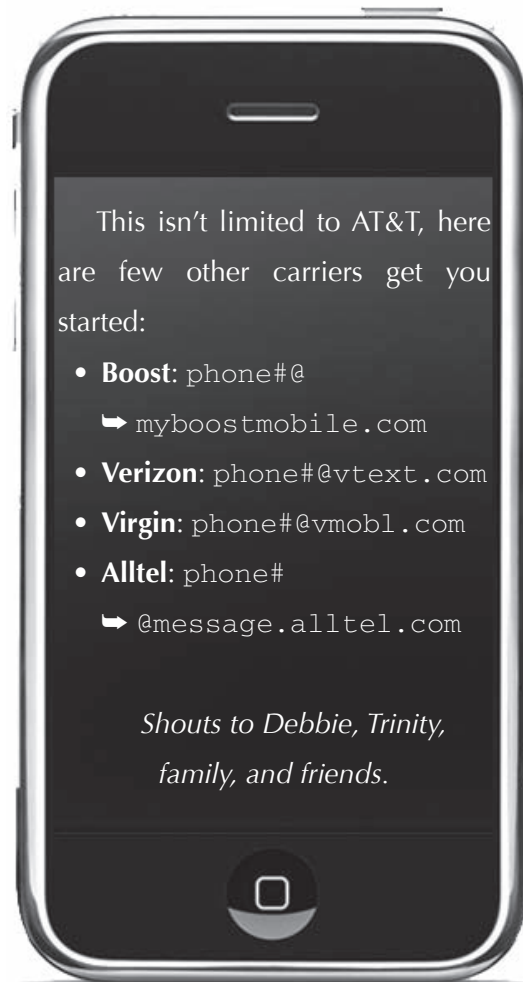 This isn't limited to AT&T, here
are few other carriers get you
started:
• Boost: phone#@
➥ myboostmobile.com
• Verizon: phone#@vtext.com
• Virgin: phone#@vmobl.com
• Alltel: phone#
➥ @message.alltel.com
Shouts to Debbie, Trinity,
family, and friends.